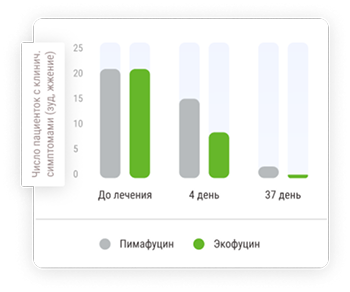 Число пациенток с клинич.
симптомами (зуд, жжение)
25
20
15
10
5
0
До лечения
4 день
37 день
Пимафуцин
Экофуцин